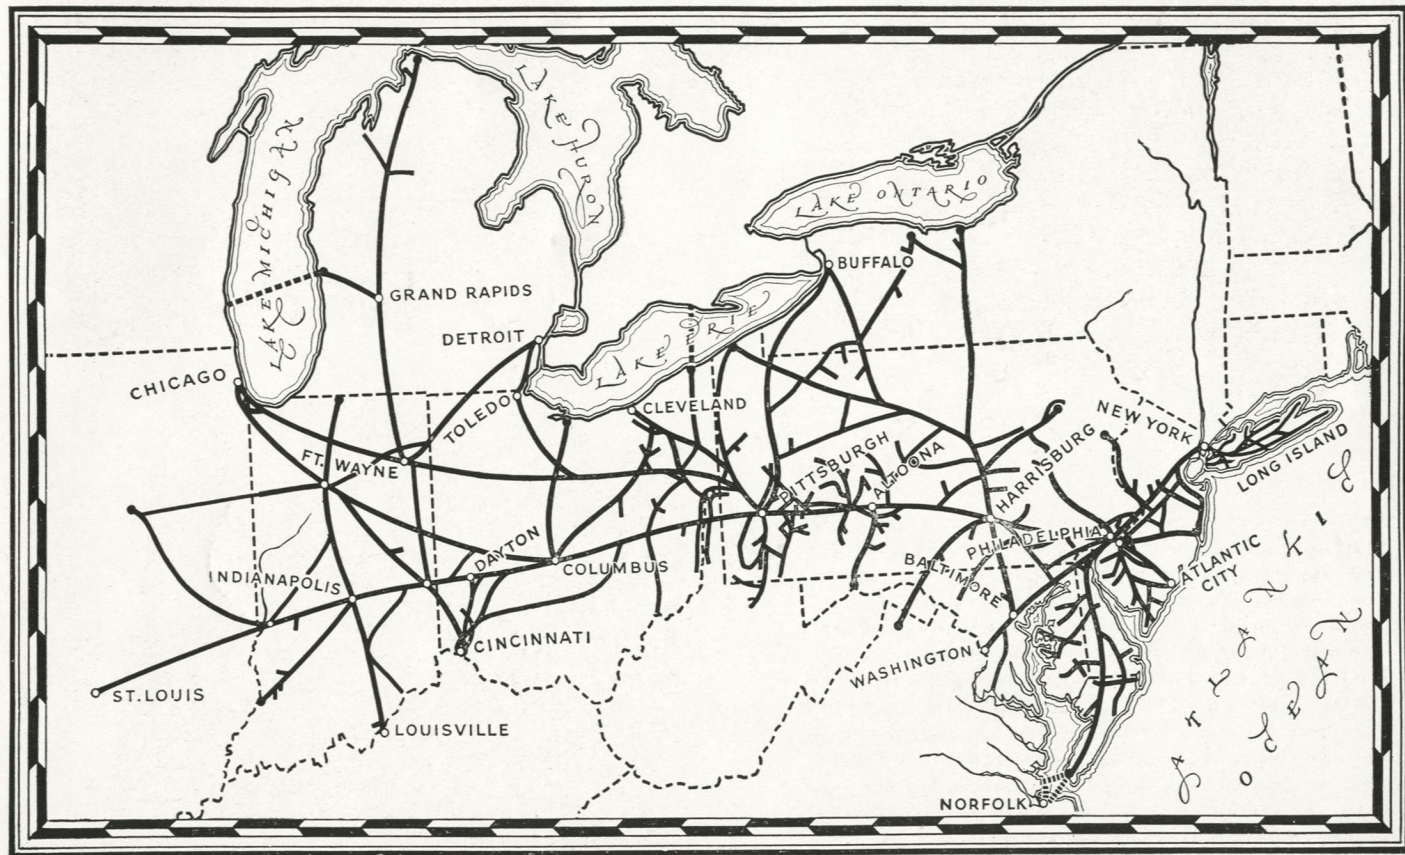 LAKE HURON
LAKE MICHIGAN
LAKE ONTARIO
BUFFALO
GRAND RAPIDS
LAKE ERIE
DETROIT
CHICAGO
TOLEDO
CLEVELAND
NEW YORK
LONG ISLAND
FT. WAYNE
PITTSBURGH
ALTOONA
HARRISBURG
PHILADELPHIA
DAYTON
COLUMBUS
BALTIMORE
ATLANTIC
CITY
INDIANAPOLIS
CINCINNATI
WASHINGTON
ST. LOUIS
LOUISVILLE
ATLANTIC
OCEAN
NORFOLK